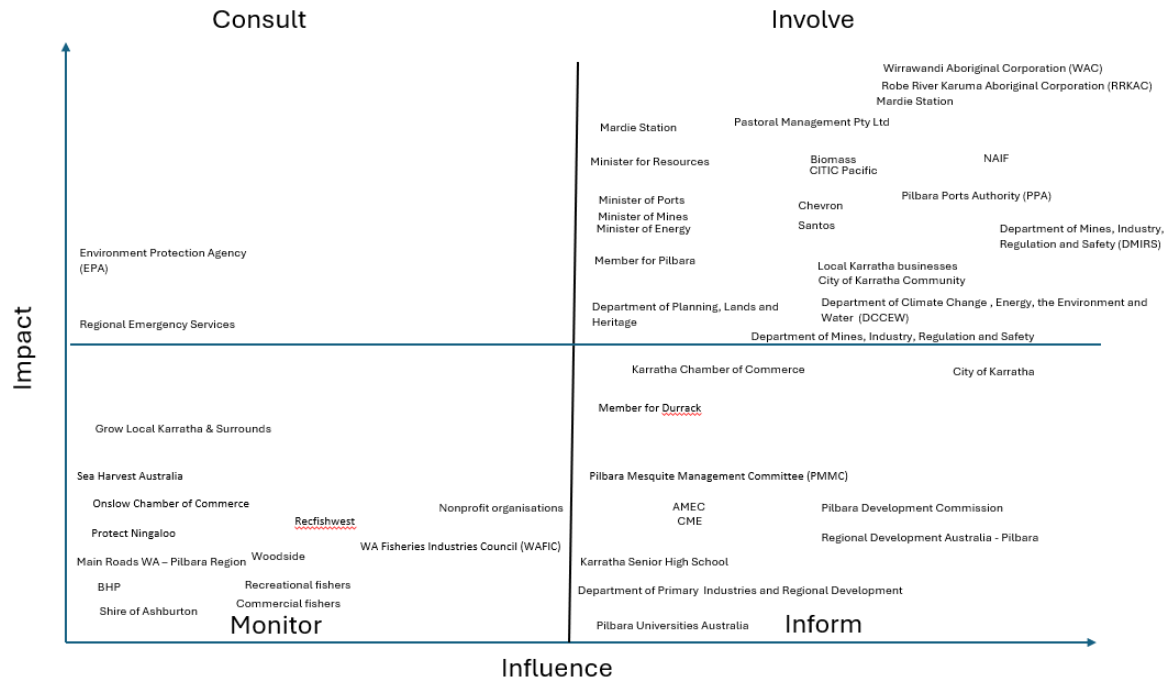 Consult
Involve
Wirrawandi Aboriginal Corporation (WAC)
Robe River Karuma Aboriginal Corporation (RRKAC)
Mardie Station
Mardie Station
Pastoral Management Pty Ltd
Minister for Resources
Biomass
CITIC Pacific
NAIF
Minister of Ports
Minister of Mines
Minister of Energy
Chevron
Santos
Pilbara Ports Authority (PPA)
Department of Mines, Industry,
Regulation and Safety (DMIRS)
Environment Protection Agency
(EPA)
Member for Pilbara
Local Karratha businesses
City of Karratha Community
Regional Emergency Services
Department of Planning, Lands and
Heritage
Department of Climate Change , Energy, the Environment and
Water (DCCEW)
Department of Mines, Industry, Regulation and Safety
Impact
Karratha Chamber of Commerce
City of Karratha
Member for Durrack
Grow Local Karratha & Surrounds
Sea Harvest Australia
Pilbara Mesquite Management Committee (PMMC)
Onslow Chamber of Commerce
Nonprofit organisations
AMEC
CME
Pilbara Development Commission
Recfishwest
Protect Ningaloo
WA Fisheries Industries Council (WAFIC)
Regional Development Australia - Pilbara
Main Roads WA – Pilbara Region
Woodside
Karratha Senior High School
BHP
Recreational fishers
Department of Primary Industries and Regional Development
Shire of Ashburton
Commercial fishers
Monitor
Pilbara Universities Australia
Inform
Influence